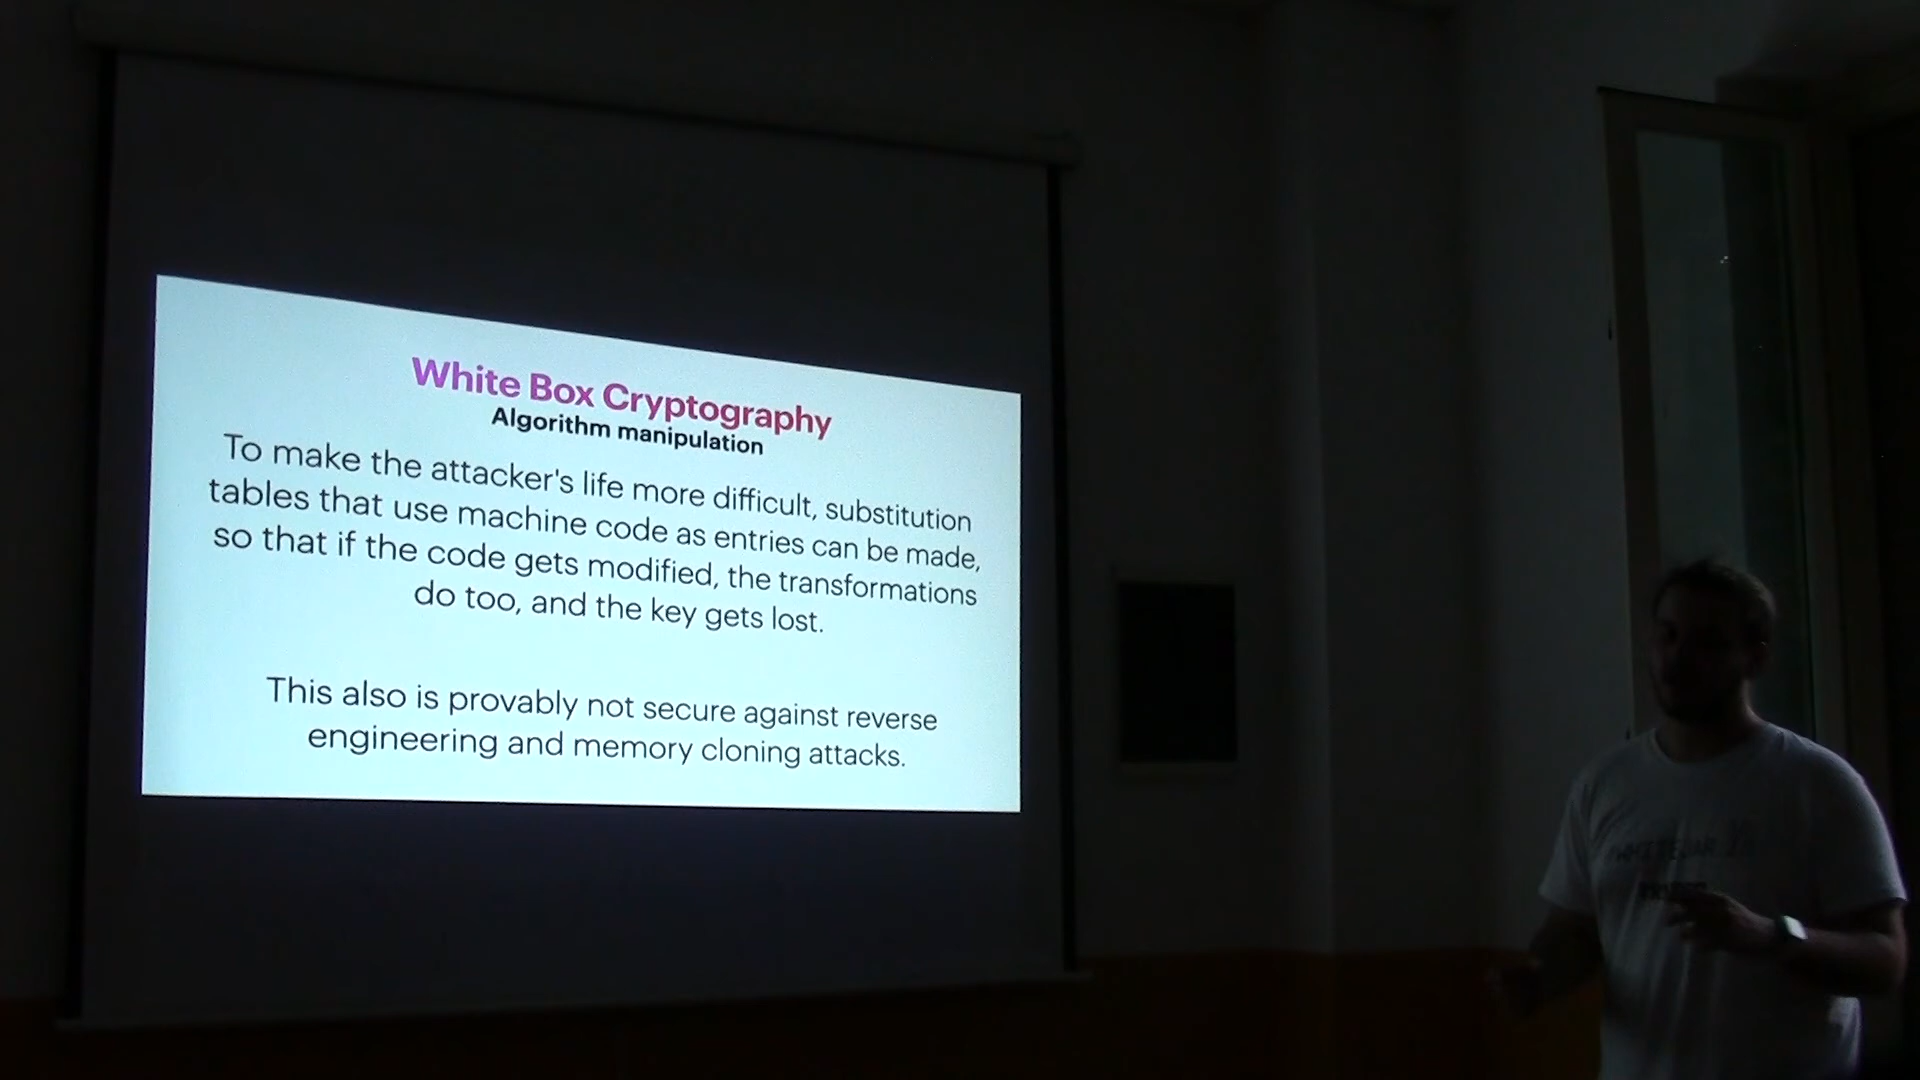 White Box Cryptography
Algorithm manipulation
To make the attacker's life more difficult, substitution
tables that use machine code as entries can be made,
so that if the code gets modified, the transformations
do too, and the key gets lost.
This also is provably not secure against reverse
engineering and memory cloning attacks.